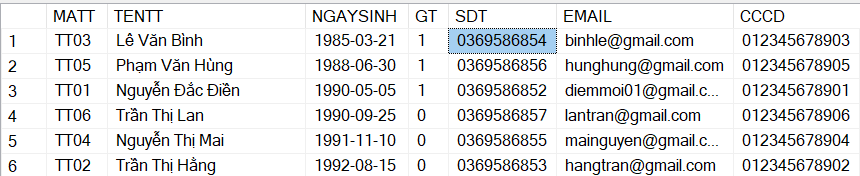 MATT TENTT NGAYSINH GT SDT EMAIL CCCD
1 TT03 Lê Văn Bình 1985-03-21 1 0369586854 binhle@gmail.com 012345678903
2 TT05 Phạm Văn Hùng 1988-06-30 1 0369586856 hunghung@gmail.com 012345678905
3 TT01 Nguyễn Đắc Điền 1990-05-05 1 0369586852 diemmoi01@gmail.c... 012345678901
4 TT06 Trần Thị Lan 1990-09-25 0 0369586857 lantran@gmail.com 012345678906
5 TT04 Nguyễn Thị Mai 1991-11-10 0 0369586855 mainguyen@gmail.c... 012345678904
6 TT02 Trần Thị Hằng 1992-08-15 0 0369586853 hangtran@gmail.com 012345678902